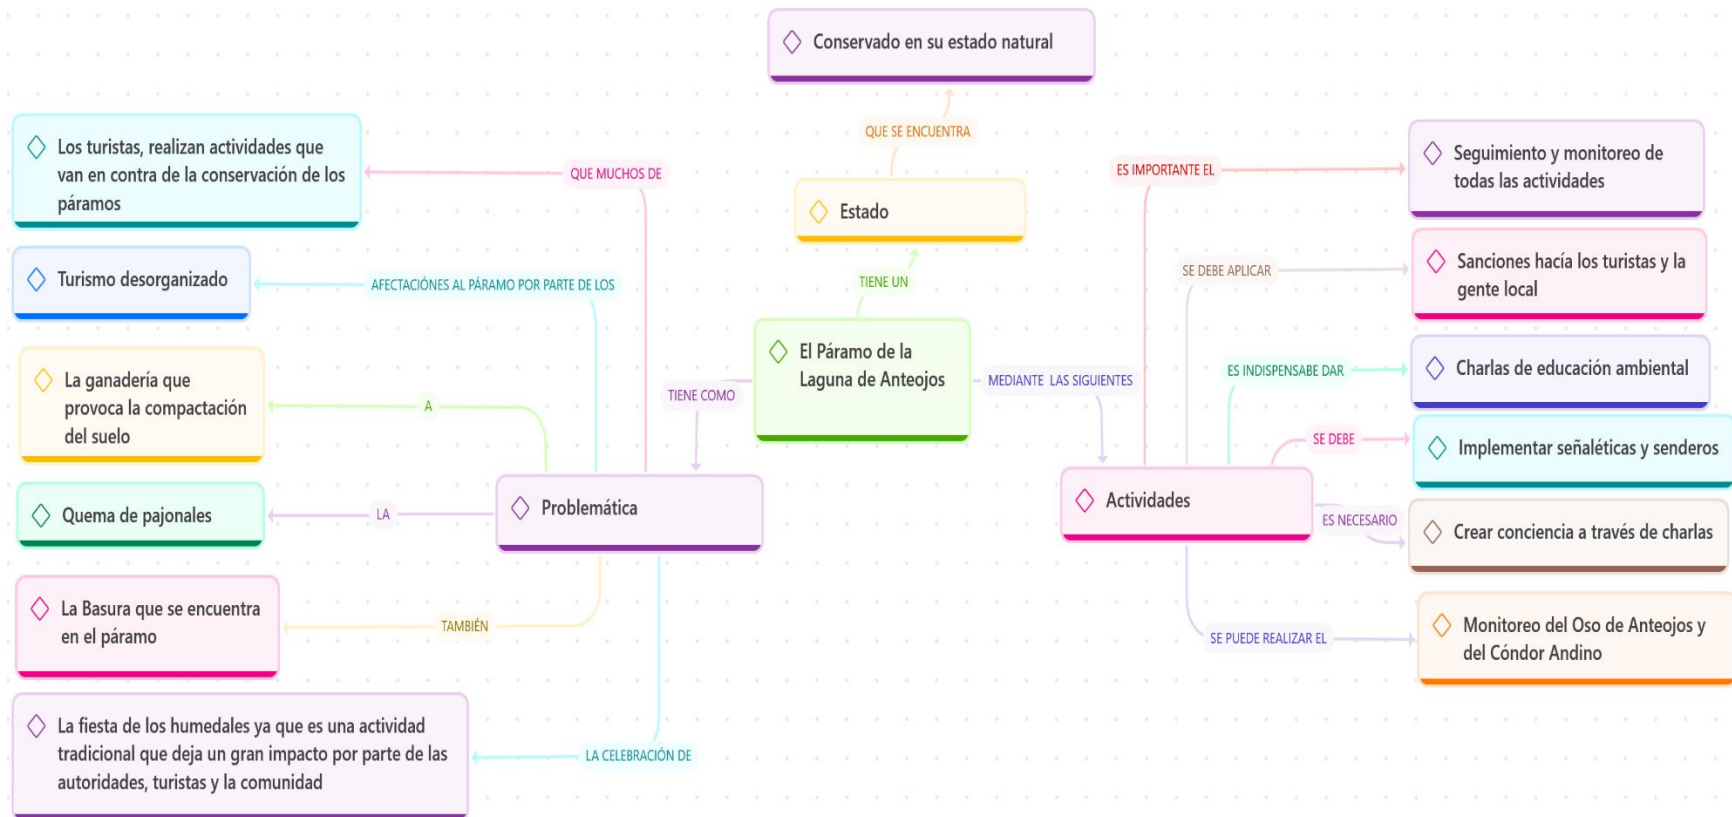 Conservado en su estado natural
QUE SE ENCUENTRA
Estado
TIENE UN
El Páramo de la
Laguna de Anteojos
TIENE COMO
Problemática
QUE MUCHOS DE
Los turistas, realizan actividades que
van en contra de la conservación de los
páramos
AFECTACIÓNES AL PÁRAMO POR PARTE DE LOS
Turismo desorganizado
A
La ganadería que
provoca la compactación
del suelo
LA
Quema de pajonales
TAMBIÉN
La Basura que se encuentra
en el páramo
LA CELEBRACIÓN DE
La fiesta de los humedales ya que es una actividad
tradicional que deja un gran impacto por parte de las
autoridades, turistas y la comunidad
MEDIANTE LAS SIGUIENTES
Actividades
ES IMPORTANTE EL
Seguimiento y monitoreo de
todas las actividades
SE DEBE APLICAR
Sanciones hacía los turistas y la
gente local
ES INDISPENSABE DAR
Charlas de educación ambiental
SE DEBE
Implementar señaléticas y senderos
ES NECESARIO
Crear conciencia a través de charlas
SE PUEDE REALIZAR EL
Monitoreo del Oso de Anteojos y
del Cóndor Andino